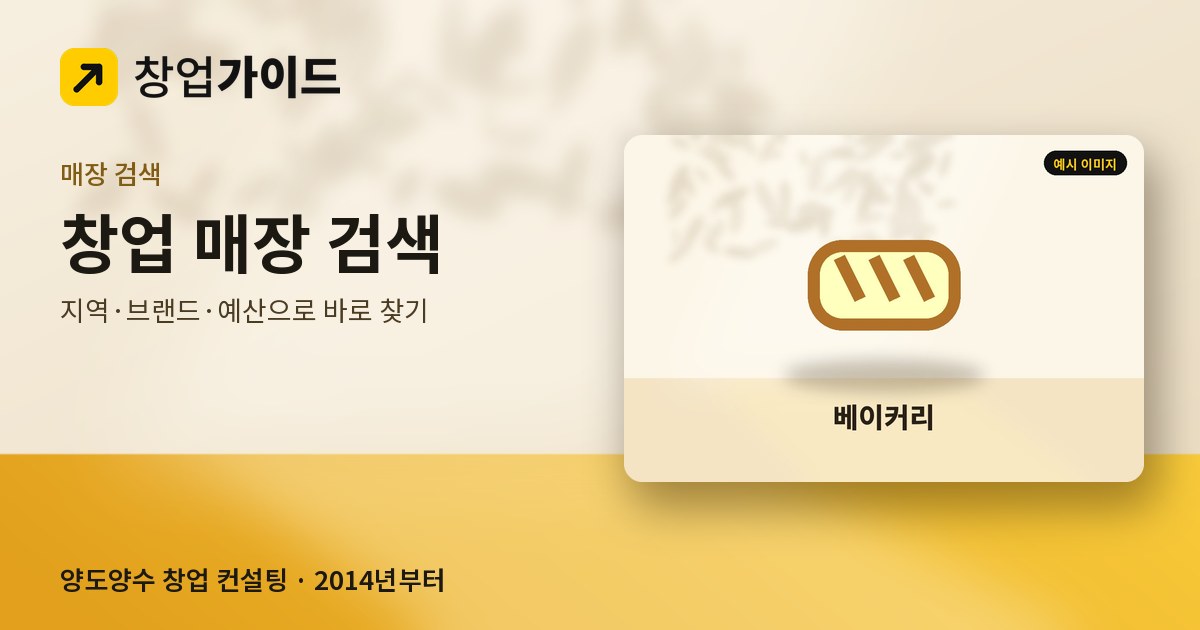 창업가이드
매장 검색
창업 매장 검색
지역·브랜드·예산으로 바로 찾기
예시 이미지
베이커리
양도양수 창업 컨설팅 · 2014년부터